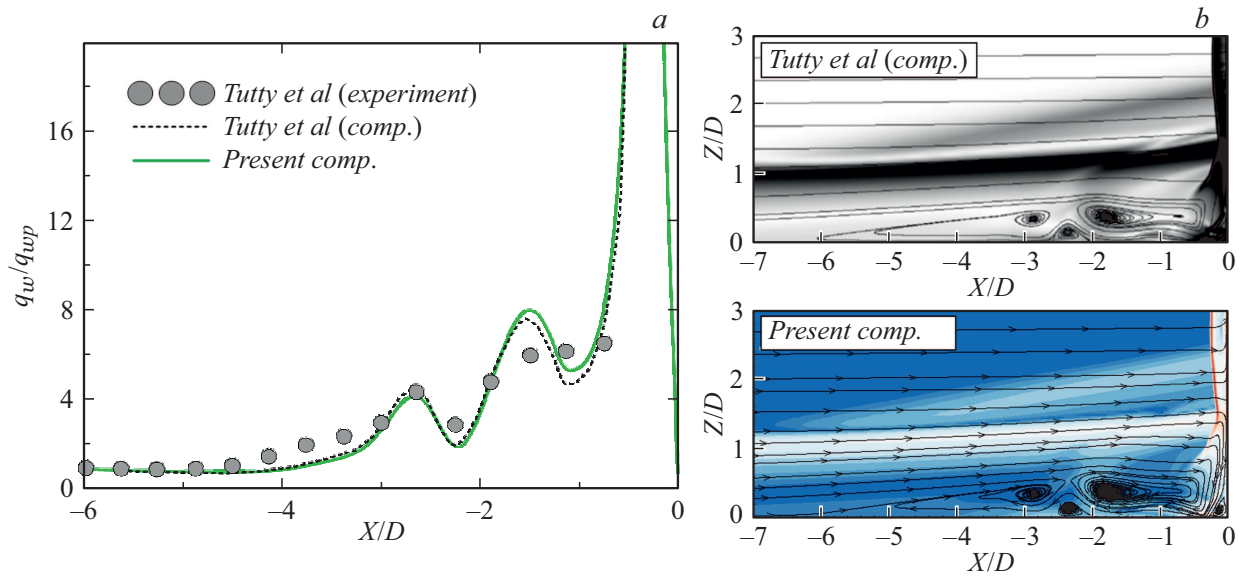 a
16
12
8
4
0
q_w/q_wp
Tutty et al (experiment)
Tutty et al (comp.)
Present comp.
–6
–4
–2
0
X/D
b
3
2
1
0
Z/D
Tutty et al (comp.)
–7 –6 –5 –4 –3 –2 –1 0
X/D
3
2
1
0
Z/D
Present comp.
–7 –6 –5 –4 –3 –2 –1 0
X/D